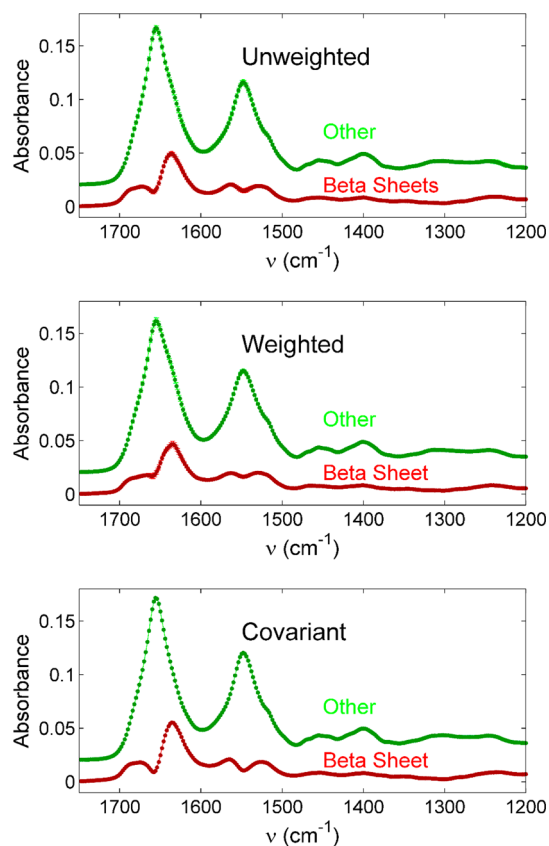 0.15
Unweighted
0.1
Other
Absorbance
0.05
Beta Sheets
0
1700 1600 1500 1400 1300 1200
ν (cm⁻¹)
0.15
Weighted
0.1
Other
Absorbance
0.05
Beta Sheet
0
1700 1600 1500 1400 1300 1200
ν (cm⁻¹)
0.15
Covariant
0.1
Other
Absorbance
0.05
Beta Sheet
0
1700 1600 1500 1400 1300 1200
ν (cm⁻¹)